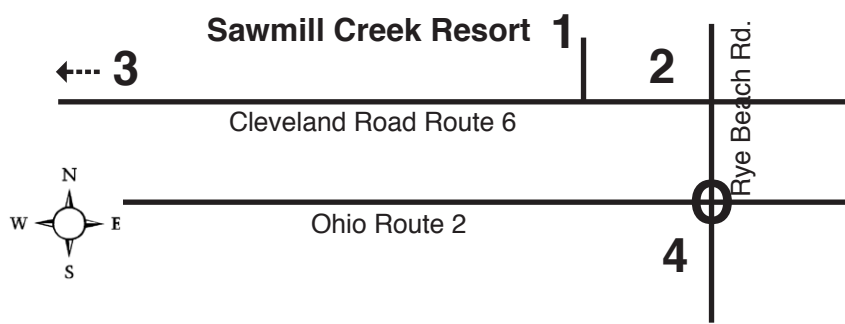 Sawmill Creek Resort 1
3
2
Rye Beach Rd.
Cleveland Road Route 6
N
W E
S
Ohio Route 2
4